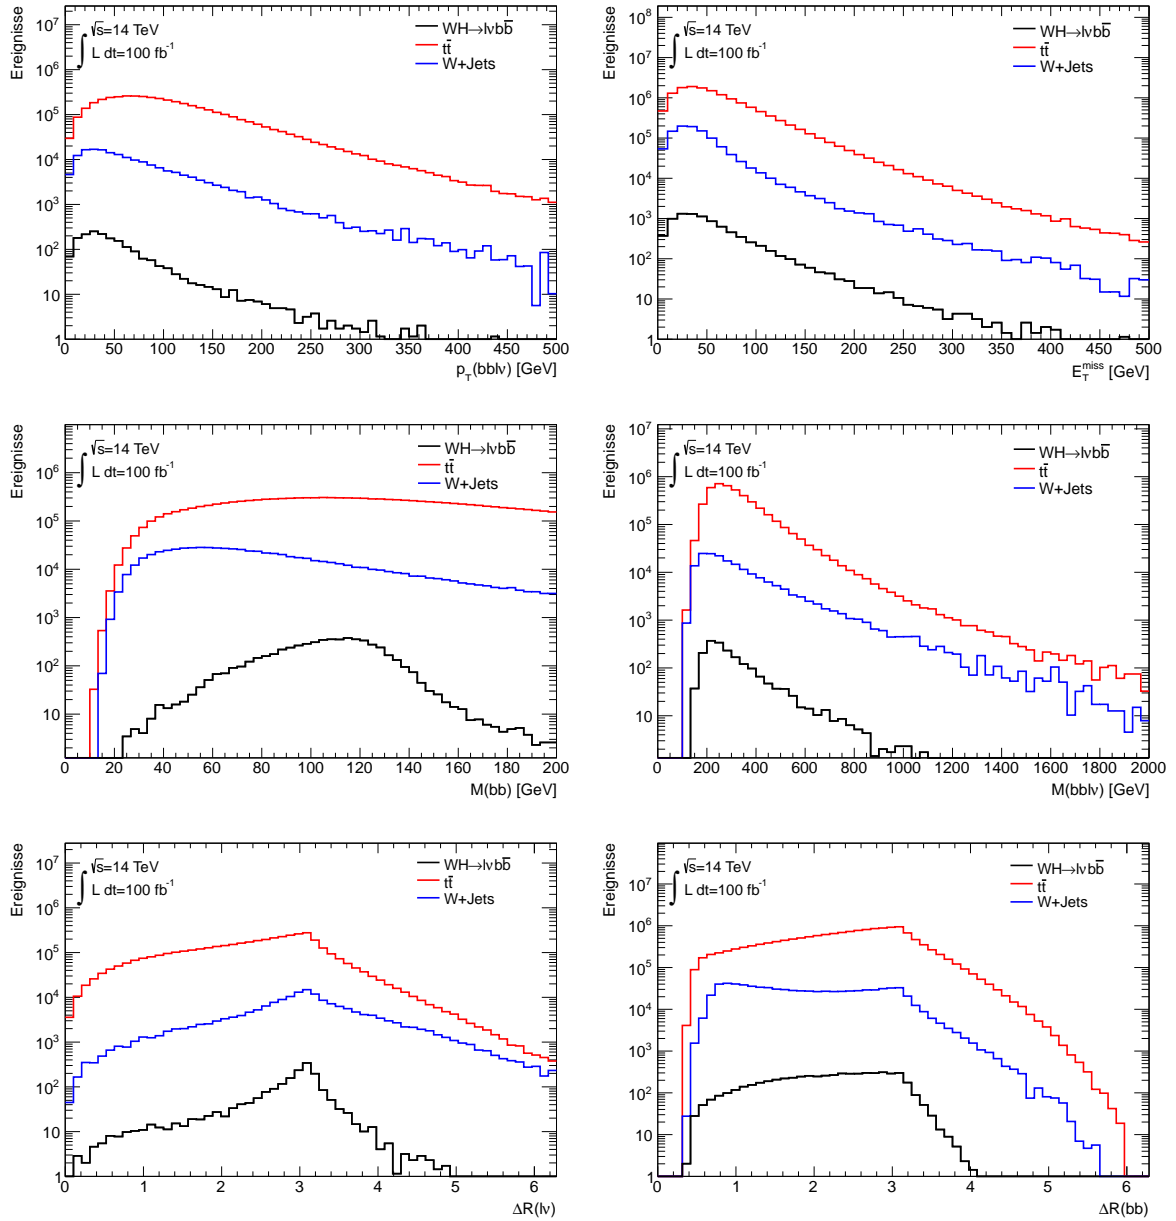 Ereignisse
10⁷
10⁶
10⁵
10⁴
10³
10²
10
1
∫ √s=14 TeV
L dt=100 fb⁻¹
WH→lνbb̅
tt̅
W+Jets
0 50 100 150 200 250 300 350 400 450 500
p_T(bblν) [GeV]
Ereignisse
10⁸
10⁷
10⁶
10⁵
10⁴
10³
10²
10
1
∫ √s=14 TeV
L dt=100 fb⁻¹
WH→lνbb̅
tt̅
W+Jets
0 50 100 150 200 250 300 350 400 450 500
E_T^miss [GeV]
Ereignisse
10⁶
10⁵
10⁴
10³
10²
10
∫ √s=14 TeV
L dt=100 fb⁻¹
WH→lνbb̅
tt̅
W+Jets
0 20 40 60 80 100 120 140 160 180 200
M(bb) [GeV]
Ereignisse
10⁷
10⁶
10⁵
10⁴
10³
10²
10
∫ √s=14 TeV
L dt=100 fb⁻¹
WH→lνbb̅
tt̅
W+Jets
0 200 400 600 800 1000 1200 1400 1600 1800 2000
M(bblν) [GeV]
Ereignisse
10⁷
10⁶
10⁵
10⁴
10³
10²
10
1
∫ √s=14 TeV
L dt=100 fb⁻¹
WH→lνbb̅
tt̅
W+Jets
0 1 2 3 4 5 6
ΔR(lν)
Ereignisse
10⁷
10⁶
10⁵
10⁴
10³
10²
10
1
∫ √s=14 TeV
L dt=100 fb⁻¹
WH→lνbb̅
tt̅
W+Jets
0 1 2 3 4 5 6
ΔR(bb)